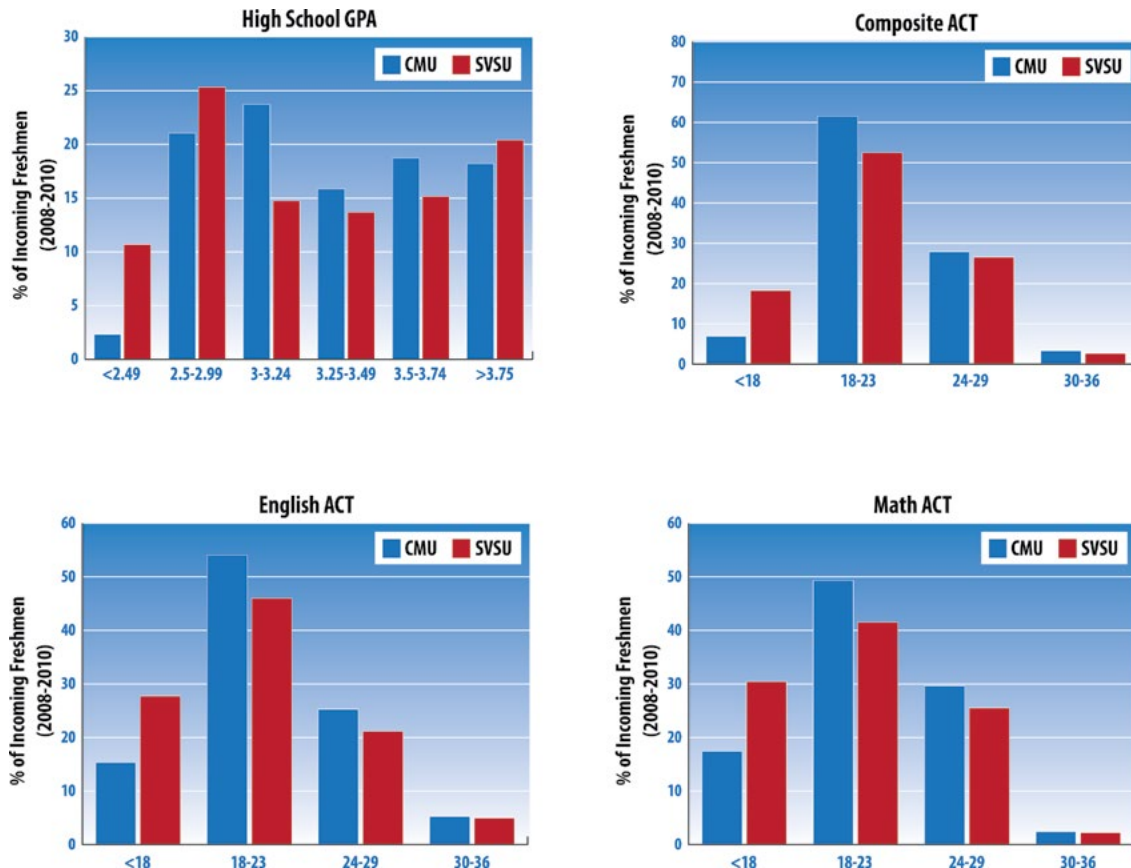 High School GPA
CMU SVSU
% of Incoming Freshmen
(2008-2010)
30
25
20
15
10
5
0
<2.49 2.5-2.99 3-3.24 3.25-3.49 3.5-3.74 >3.75
Composite ACT
CMU SVSU
% of Incoming Freshmen
(2008-2010)
80
70
60
50
40
30
20
10
0
<18 18-23 24-29 30-36
English ACT
CMU SVSU
% of Incoming Freshmen
(2008-2010)
60
50
40
30
20
10
0
<18 18-23 24-29 30-36
Math ACT
CMU SVSU
% of Incoming Freshmen
(2008-2010)
60
50
40
30
20
10
0
<18 18-23 24-29 30-36